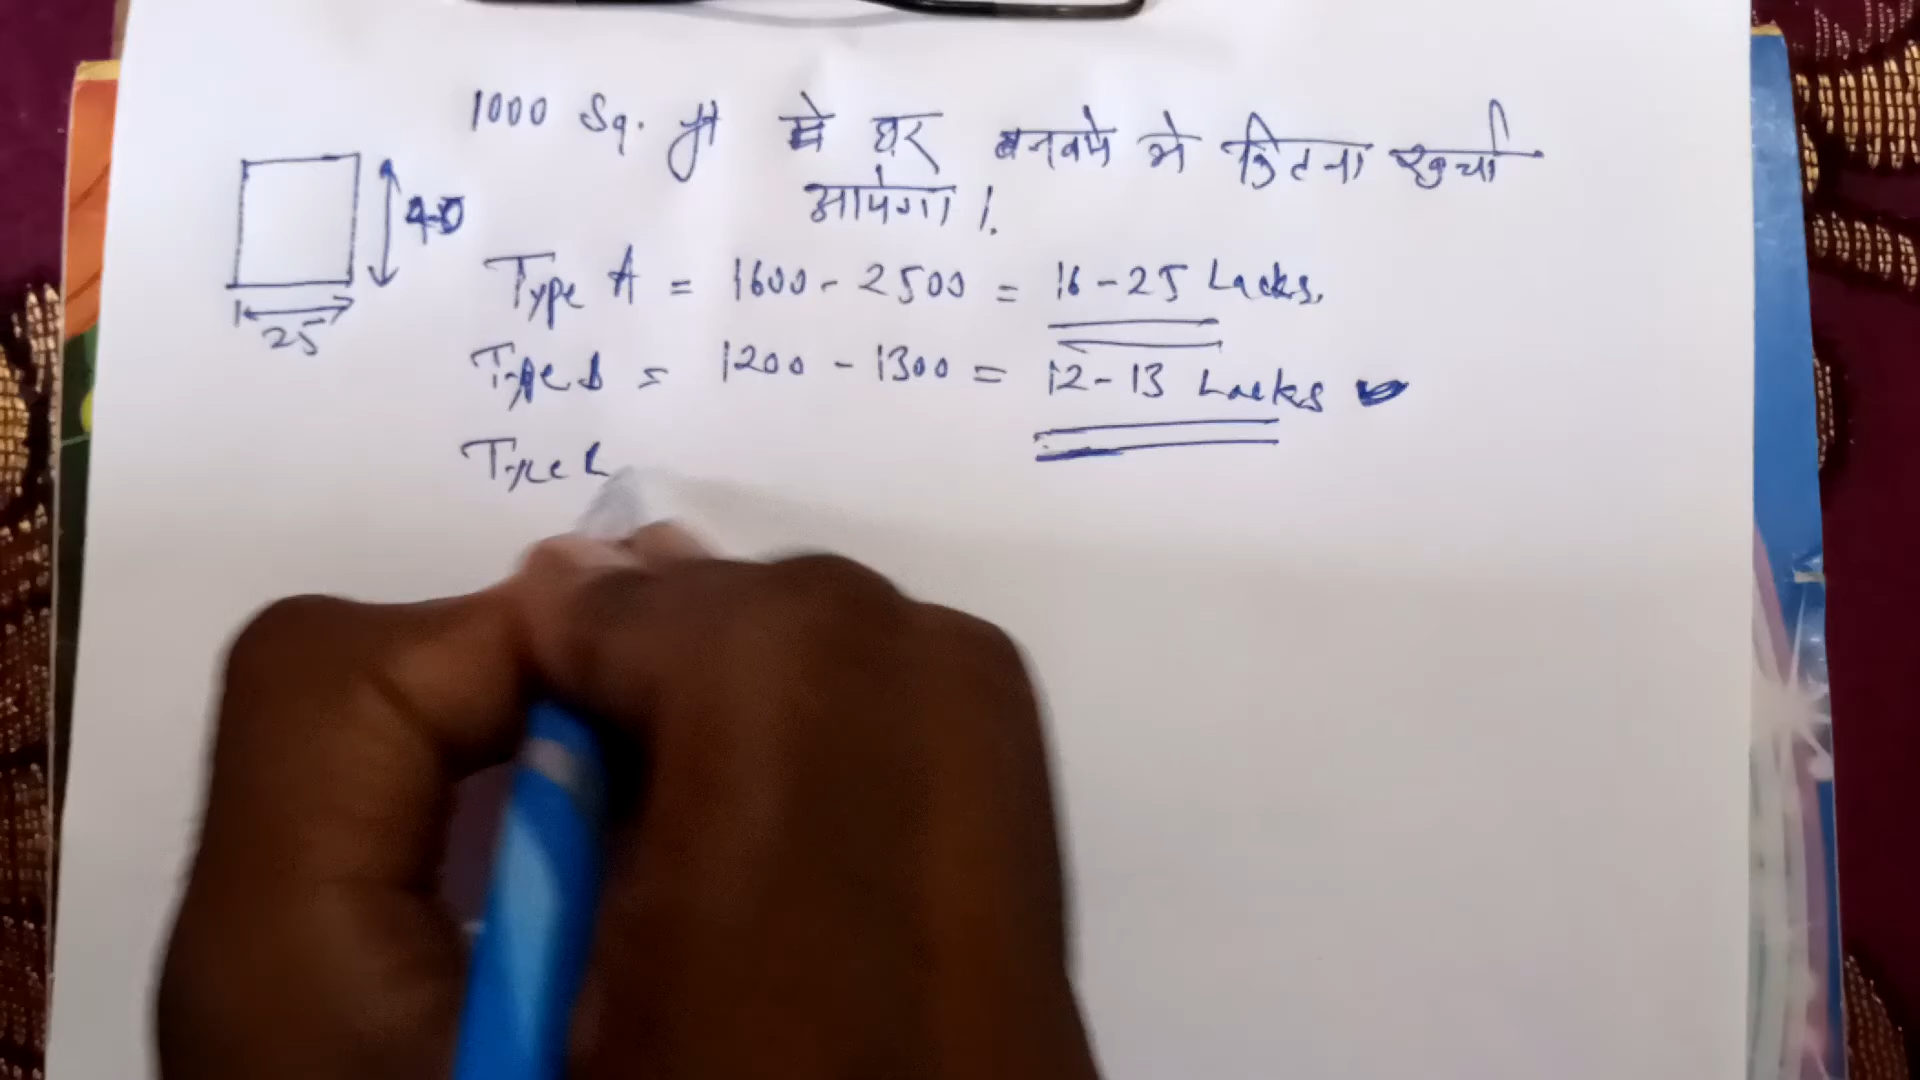 1000 Sq. ft मे घर बनवाने मे कितना खर्चा
आयेगा।
40
25
Type A = 1600 - 2500 = 16 - 25 Lacks.
Type B = 1200 - 1300 = 12 - 13 Lacks
Type C